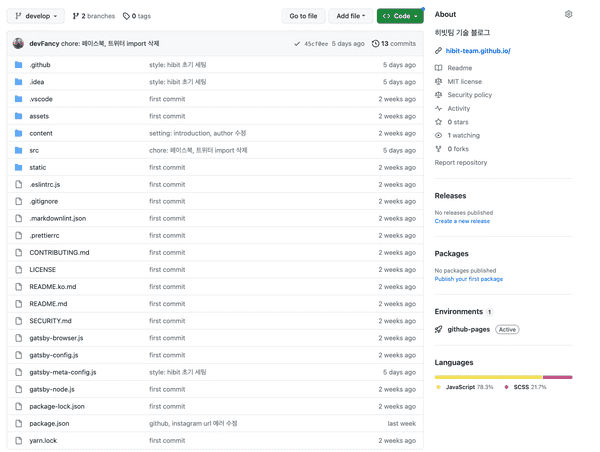 develop
2 branches
0 tags
Go to file
Add file
Code
devFancy chore: 페이스북, 트위터 import 삭제
45cf0ee 5 days ago
13 commits
.github style: hibit 초기 세팅 5 days ago
.idea style: hibit 초기 세팅 5 days ago
.vscode first commit 2 weeks ago
assets first commit 2 weeks ago
content setting: introduction, author 수정 2 weeks ago
src chore: 페이스북, 트위터 import 삭제 5 days ago
static first commit 2 weeks ago
.eslintrc.js first commit 2 weeks ago
.gitignore first commit 2 weeks ago
.markdownlint.json first commit 2 weeks ago
.prettierrc first commit 2 weeks ago
CONTRIBUTING.md first commit 2 weeks ago
LICENSE first commit 2 weeks ago
README.ko.md first commit 2 weeks ago
README.md first commit 2 weeks ago
SECURITY.md first commit 2 weeks ago
gatsby-browser.js first commit 2 weeks ago
gatsby-config.js first commit 2 weeks ago
gatsby-meta-config.js style: hibit 초기 세팅 5 days ago
gatsby-node.js first commit 2 weeks ago
package-lock.json first commit 2 weeks ago
package.json github, instagram url 에러 수정 last week
yarn.lock first commit 2 weeks ago
About
히빗팀 기술 블로그
hibit-team.github.io/
Readme
MIT license
Security policy
Activity
0 stars
1 watching
0 forks
Report repository
Releases
No releases published
Create a new release
Packages
No packages published
Publish your first package
Environments 1
github-pages Active
Languages
JavaScript 78.3% SCSS 21.7%